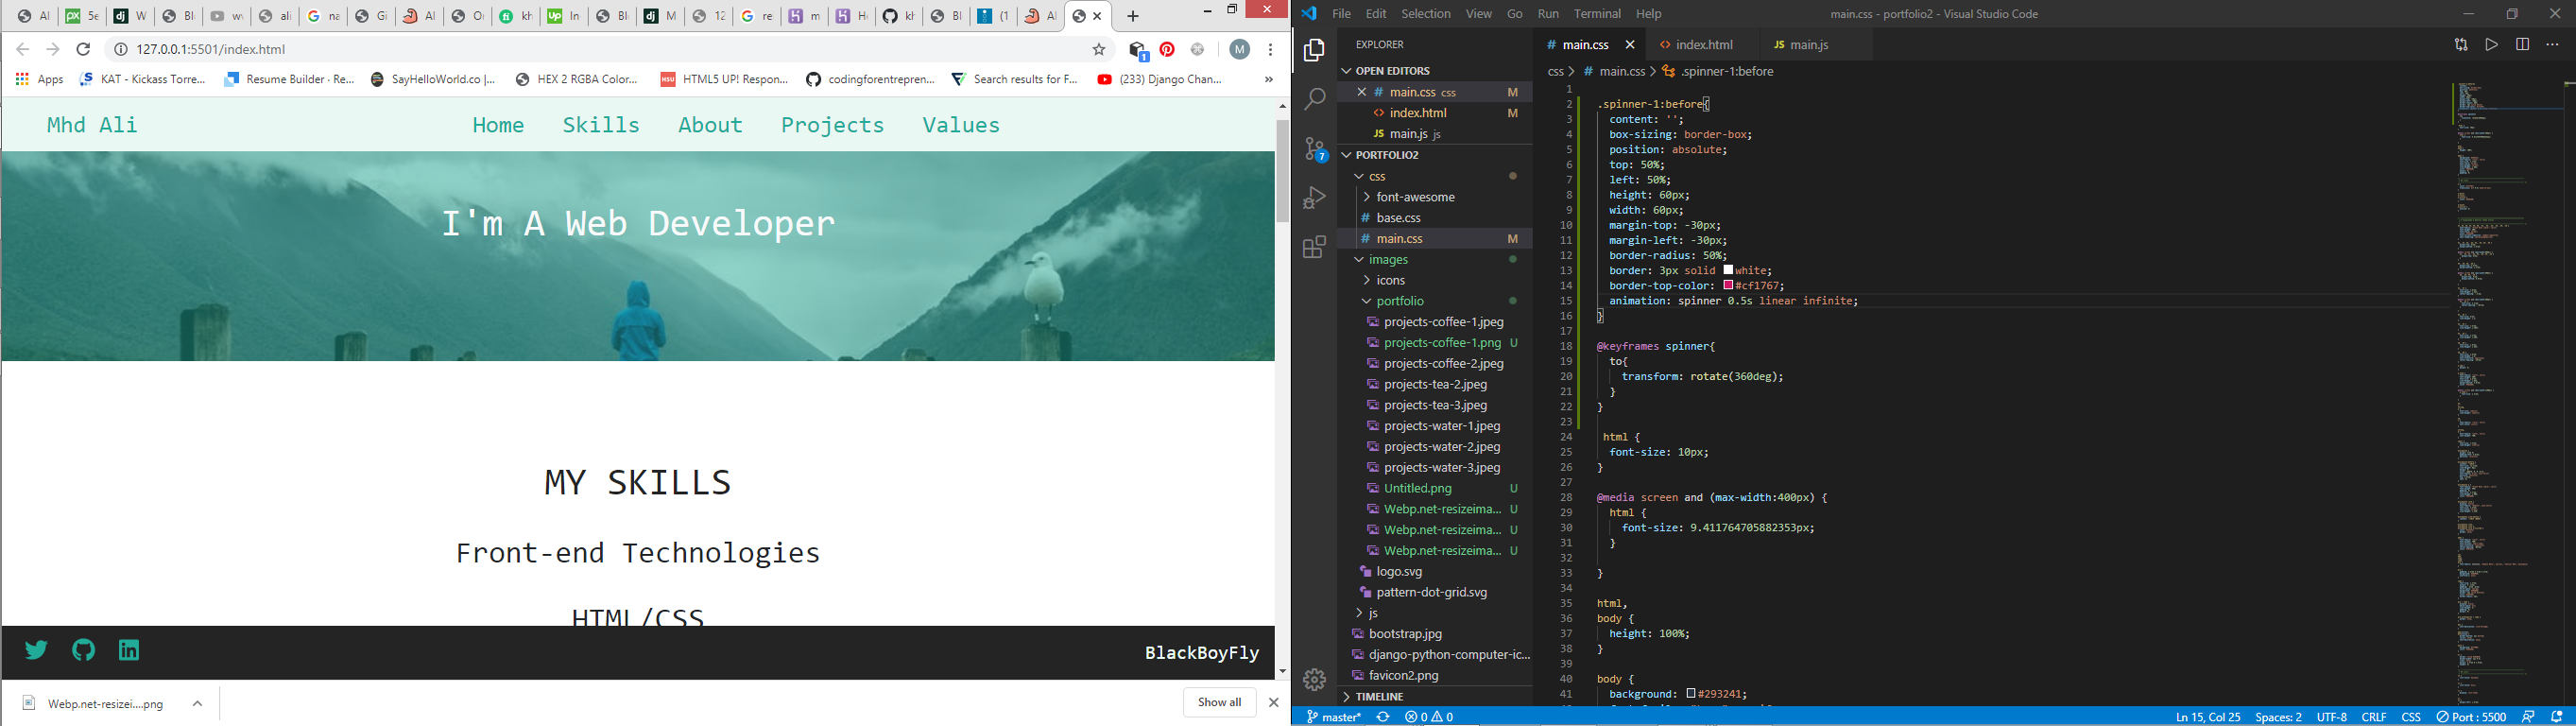 Al
5e
W
Bl
wv
ali
na
Gi
Al
O
kh
In
Bl
M
12
re
m
H
kh
Bl
(1
Al
127.0.0.1:5501/index.html
M
Apps
KAT - Kickass Torre...
Resume Builder · Re...
SayHelloWorld.co |...
HEX 2 RGBA Color...
HTML5 UP! Respon...
codingforentrepren...
Search results for F...
(233) Django Chan...
»
Mhd Ali Home Skills About Projects Values
I'm A Web Developer
MY SKILLS
Front-end Technologies
HTML/CSS
BlackBoyFly
Webp.net-resizei....png
Show all
File Edit Selection View Go Run Terminal Help
main.css - portfolio2 - Visual Studio Code
EXPLORER
OPEN EDITORS
main.css css M
index.html M
main.js js
7
PORTFOLIO2
css
font-awesome
base.css
main.css M
images
icons
portfolio
projects-coffee-1.jpeg
projects-coffee-1.png U
projects-coffee-2.jpeg
projects-tea-2.jpeg
projects-tea-3.jpeg
projects-water-1.jpeg
projects-water-2.jpeg
projects-water-3.jpeg
Untitled.png U
Webp.net-resizeima... U
Webp.net-resizeima... U
Webp.net-resizeima... U
logo.svg
pattern-dot-grid.svg
js
bootstrap.jpg
django-python-computer-ic...
favicon2.png
TIMELINE
main.css
index.html
main.js
css > main.css > .spinner-1:before
1
2 .spinner-1:before{
3 content: '';
4 box-sizing: border-box;
5 position: absolute;
6 top: 50%;
7 left: 50%;
8 height: 60px;
9 width: 60px;
10 margin-top: -30px;
11 margin-left: -30px;
12 border-radius: 50%;
13 border: 3px solid white;
14 border-top-color: #cf1767;
15 animation: spinner 0.5s linear infinite;
16 }
17
18 @keyframes spinner{
19 to{
20 transform: rotate(360deg);
21 }
22 }
23
24 html {
25 font-size: 10px;
26 }
27
28 @media screen and (max-width:400px) {
29 html {
30 font-size: 9.411764705882353px;
31 }
32
33 }
34
35 html,
36 body {
37 height: 100%;
38 }
39
40 body {
41 background: #293241;
master* 0 0
Ln 15, Col 25 Spaces: 2 UTF-8 CRLF CSS Port : 5500